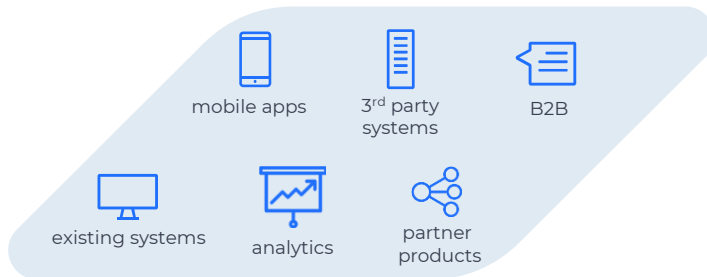 mobile apps
3rd party
systems
B2B
existing systems
analytics
partner
products